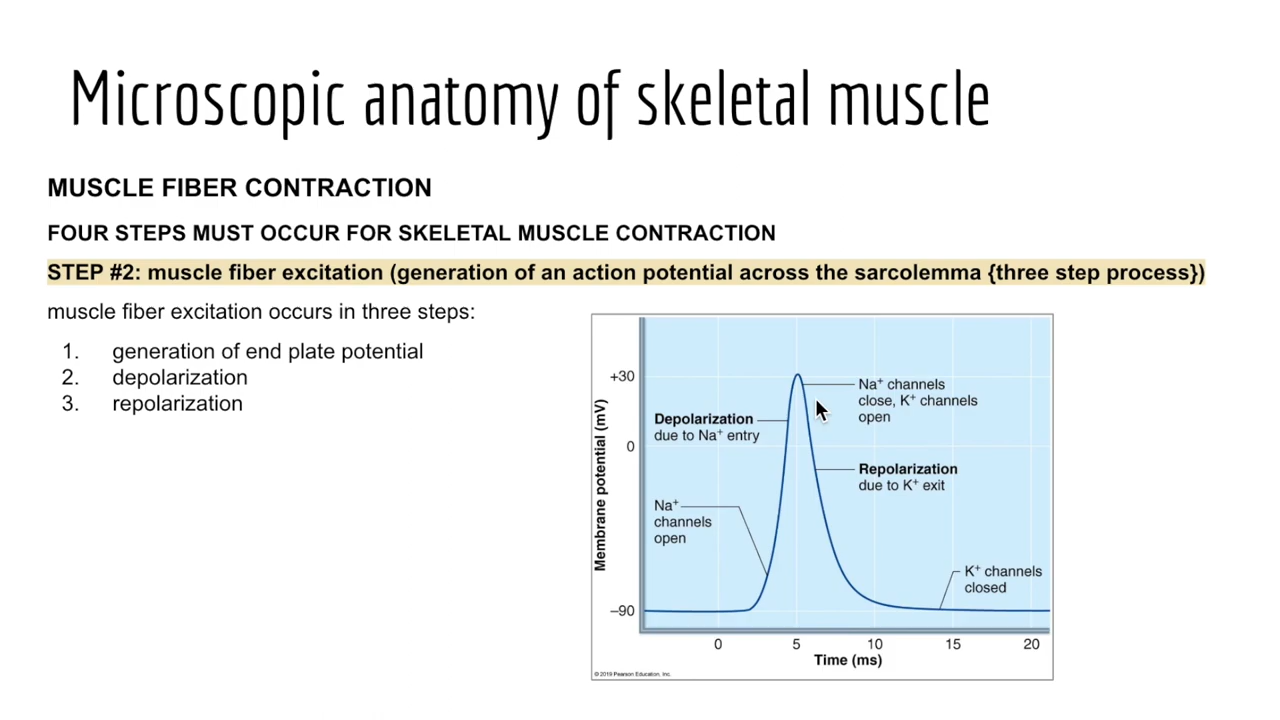 Microscopic anatomy of skeletal muscle
MUSCLE FIBER CONTRACTION
FOUR STEPS MUST OCCUR FOR SKELETAL MUSCLE CONTRACTION
STEP #2: muscle fiber excitation (generation of an action potential across the sarcolemma {three step process})
muscle fiber excitation occurs in three steps:
1. generation of end plate potential
2. depolarization
3. repolarization
Membrane potential (mV)
+30
0
–90
Depolarization
due to Na⁺ entry
Na⁺
channels
open
Na⁺ channels
close, K⁺ channels
open
Repolarization
due to K⁺ exit
K⁺ channels
closed
0 5 10 15 20
Time (ms)
© 2019 Pearson Education, Inc.